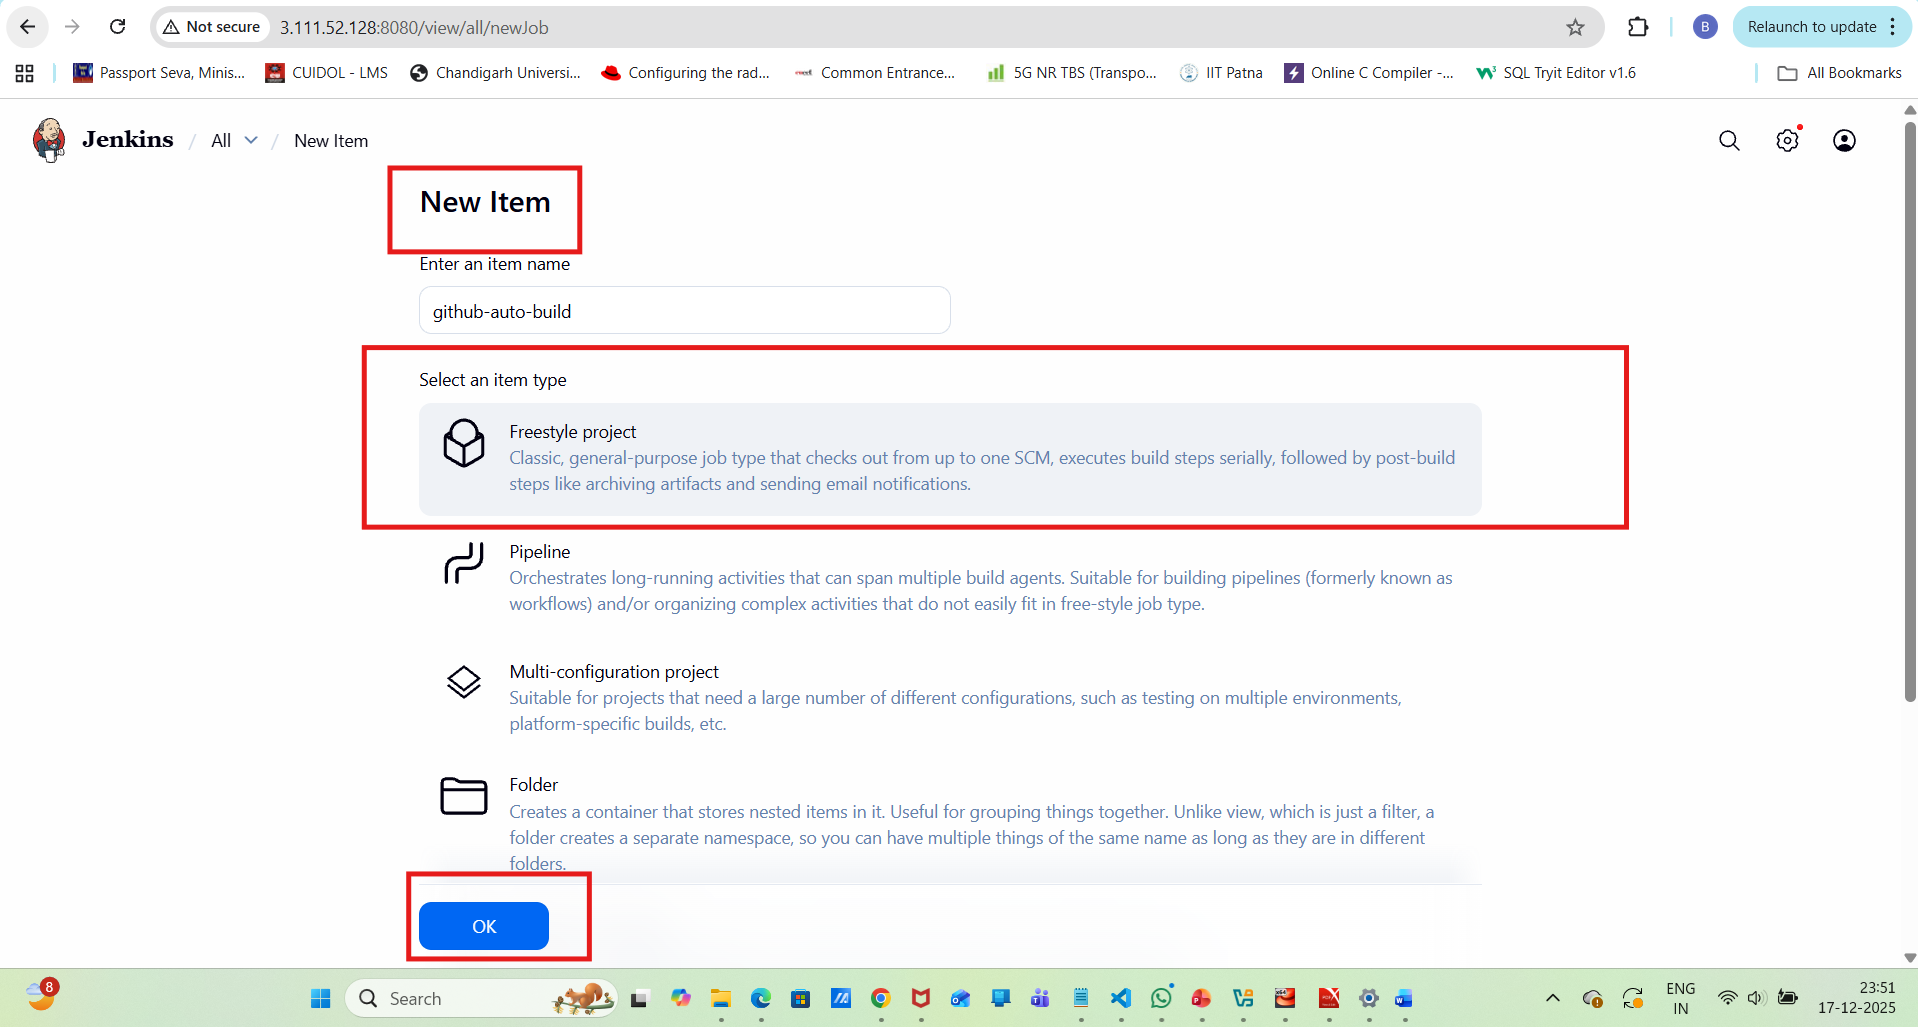 Not secure
3.111.52.128:8080/view/all/newJob
B
Relaunch to update
Passport Seva, Minis...
CUIDOL - LMS
Chandigarh Universi...
Configuring the rad...
Common Entrance...
5G NR TBS (Transpo...
IIT Patna
Online C Compiler -...
SQL Tryit Editor v1.6
All Bookmarks
Jenkins / All / New Item
New Item
Enter an item name
github-auto-build
Select an item type
Freestyle project
Classic, general-purpose job type that checks out from up to one SCM, executes build steps serially, followed by post-build
steps like archiving artifacts and sending email notifications.
Pipeline
Orchestrates long-running activities that can span multiple build agents. Suitable for building pipelines (formerly known as
workflows) and/or organizing complex activities that do not easily fit in free-style job type.
Multi-configuration project
Suitable for projects that need a large number of different configurations, such as testing on multiple environments,
platform-specific builds, etc.
Folder
Creates a container that stores nested items in it. Useful for grouping things together. Unlike view, which is just a filter, a
folder creates a separate namespace, so you can have multiple things of the same name as long as they are in different
folders.
OK
8
Search
ENG
IN
23:51
17-12-2025